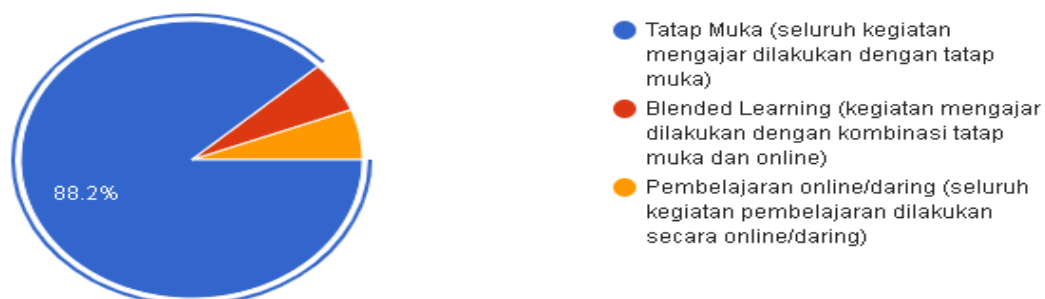 88.2%
Tatap Muka (seluruh kegiatan
mengajar dilakukan dengan tatap
muka)
Blended Learning (kegiatan mengajar
dilakukan dengan kombinasi tatap
muka dan online)
Pembelajaran online/daring (seluruh
kegiatan pembelajaran dilakukan
secara online/daring)